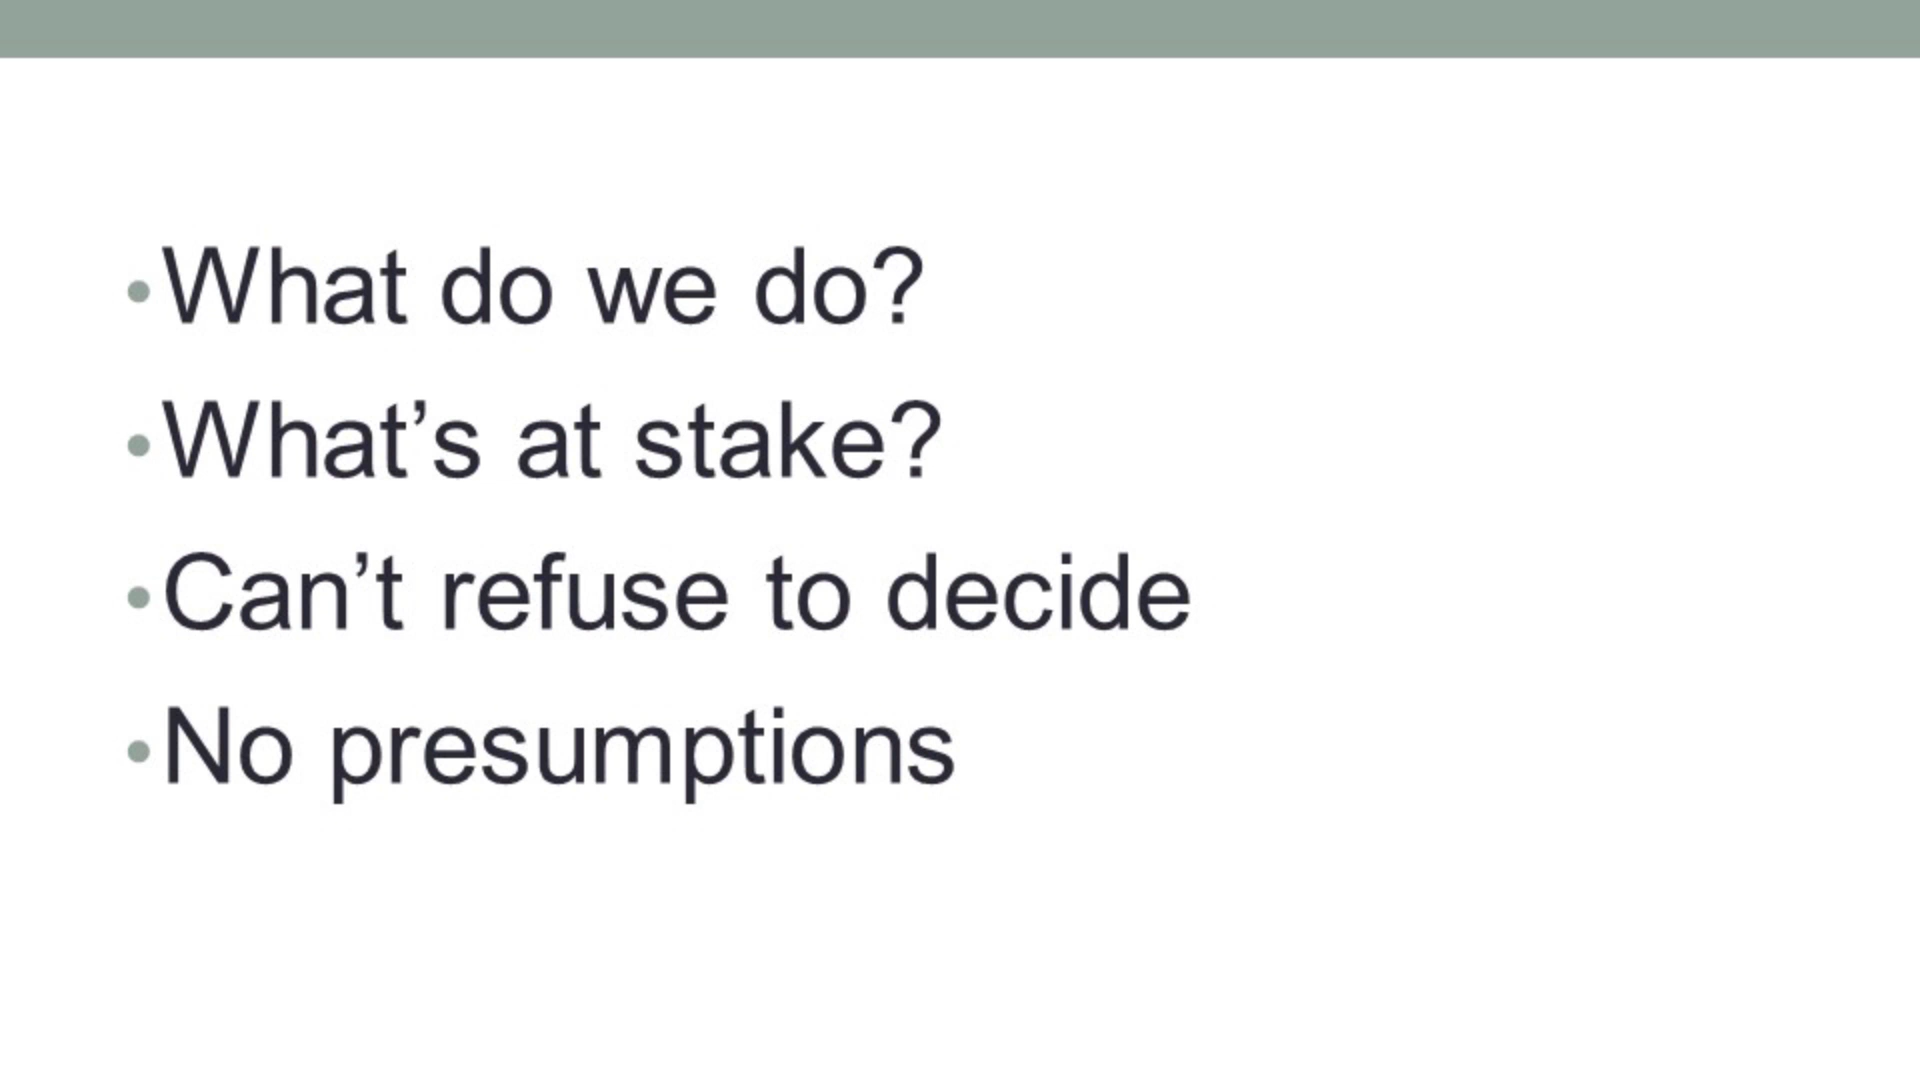 • What do we do?
• What’s at stake?
• Can’t refuse to decide
• No presumptions